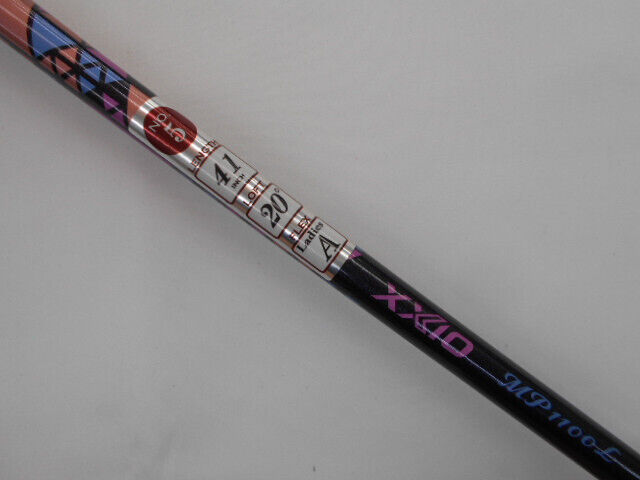 NO 5
LENGTH
41
INCH
LOFT
20°
FLEX
Ladies
A
XXIO
MP1100L